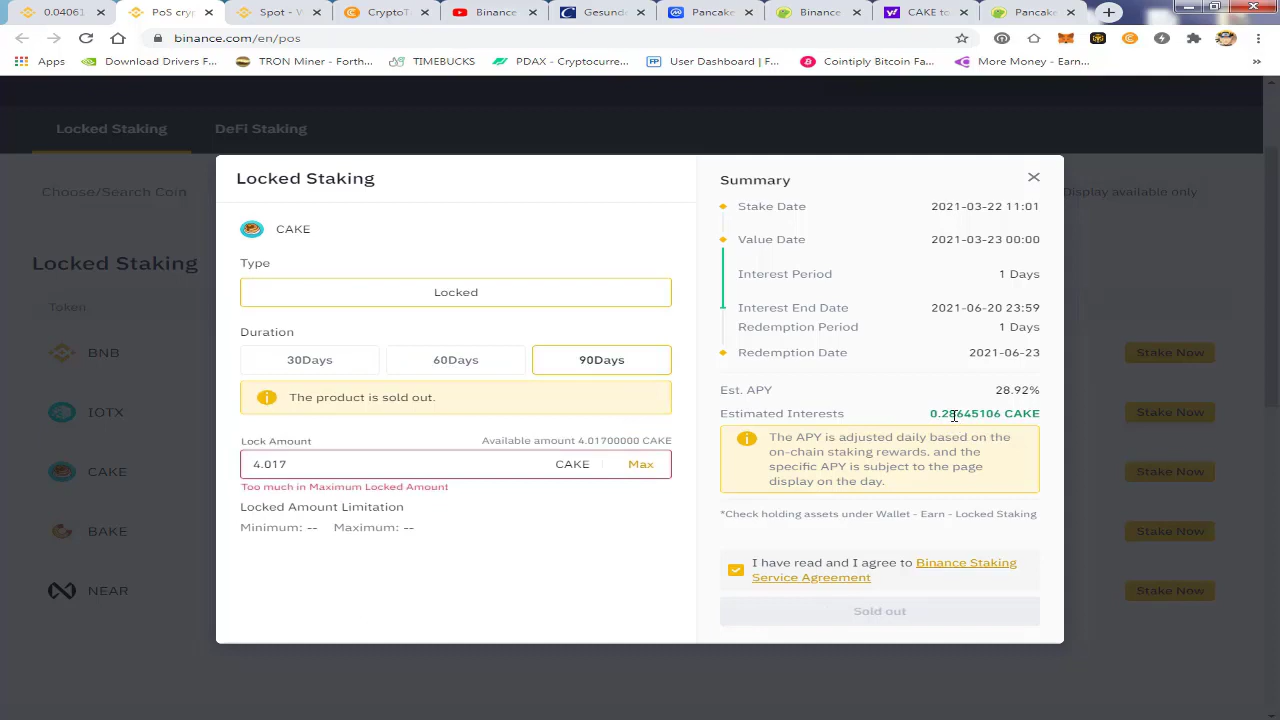 0.04061
PoS cryp
Spot - V
CryptoT
Binance
Gesundr
Pancak
Binance
CAKE to
Pancake
binance.com/en/pos
Apps
Download Drives F...
TRON Miner - Forth...
TIMEBUCKS
PDAX - Cryptocurre...
User Dashboard | F...
Cointiply Bitcoin Fa...
More Money - Earn...
»
Locked Staking
DeFi Staking
Choose/Search Coin
Display available only
Locked Staking
Token
BNB
Stake Now
IOTX
Stake Now
CAKE
Stake Now
BAKE
Stake Now
NEAR
Stake Now
Locked Staking
CAKE
Type
Locked
Duration
30Days
60Days
90Days
The product is sold out.
Lock Amount
Available amount 4.01700000 CAKE
4.017 CAKE Max
Too much in Maximum Locked Amount
Locked Amount Limitation
Minimum: -- Maximum: --
Summary
Stake Date 2021-03-22 11:01
Value Date 2021-03-23 00:00
Interest Period 1 Days
Interest End Date 2021-06-20 23:59
Redemption Period 1 Days
Redemption Date 2021-06-23
Est. APY 28.92%
Estimated Interests 0.28645106 CAKE
The APY is adjusted daily based on the
on-chain staking rewards, and the
specific APY is subject to the page
display on the day.
*Check holding assets under Wallet - Earn - Locked Staking
I have read and I agree to Binance Staking
Service Agreement
Sold out